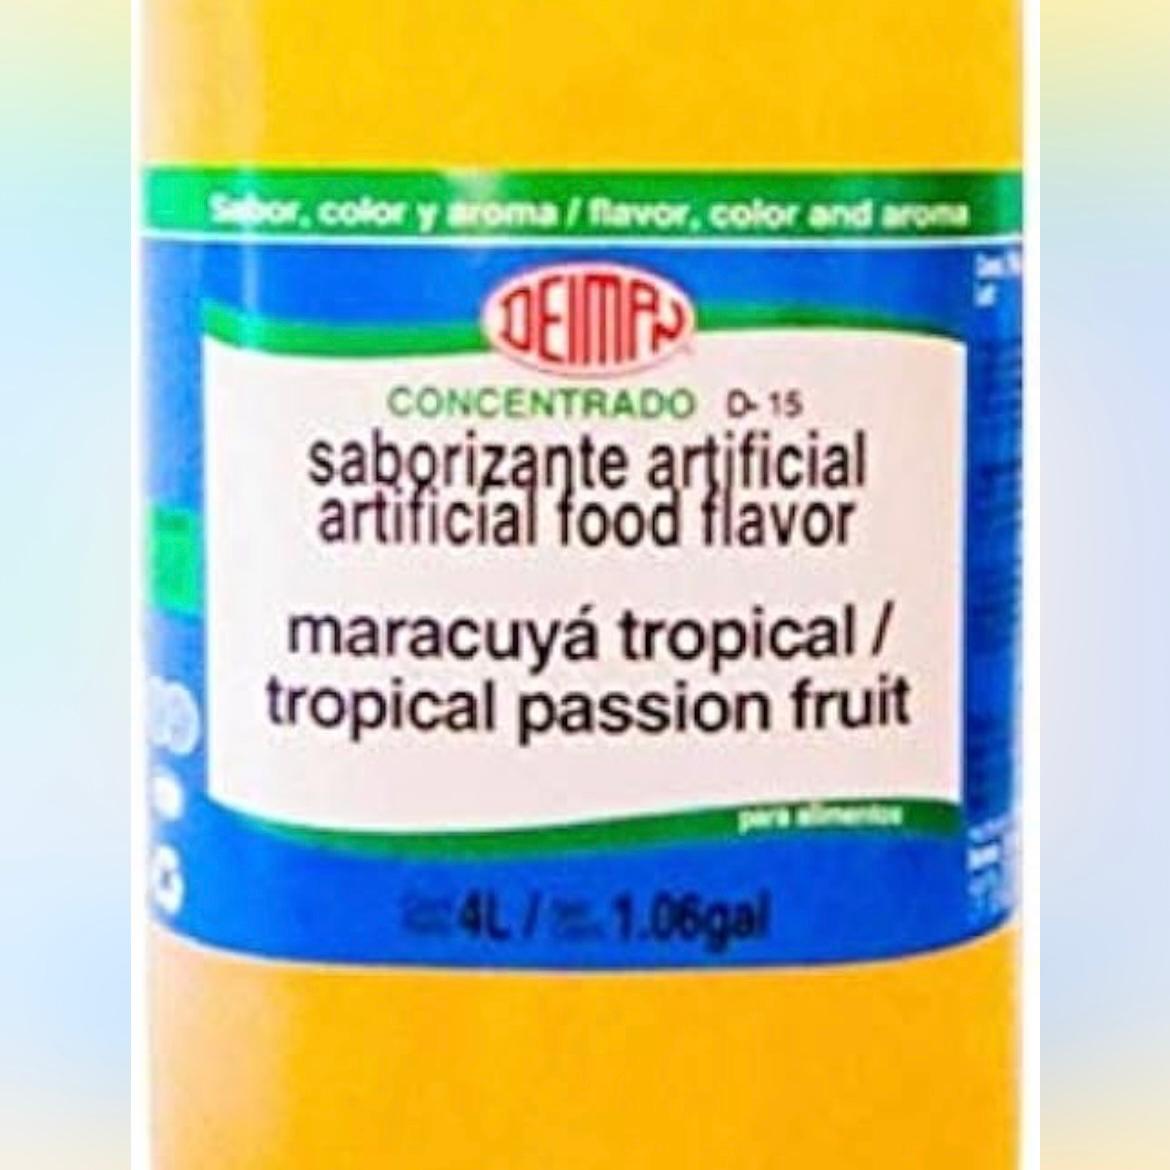 Sabor, color y aroma / flavor, color and aroma
DEIMAN
CONCENTRADO D-15
saborizante artificial
artificial food flavor
maracuyá tropical /
tropical passion fruit
para alimentos
4L / 1.06gal